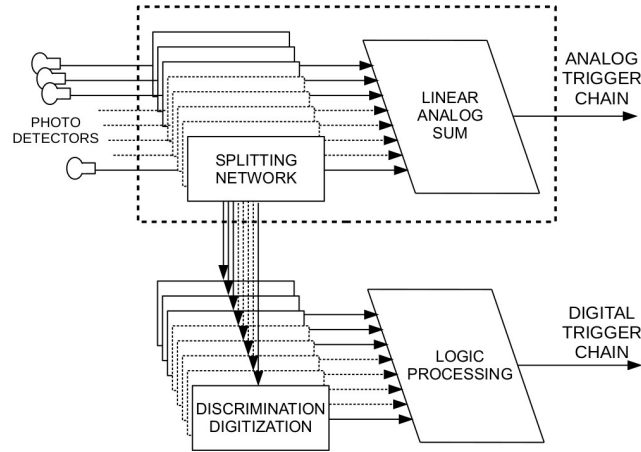 ANALOG
TRIGGER
CHAIN
LINEAR
ANALOG
SUM
PHOTO
DETECTORS
SPLITTING
NETWORK
DIGITAL
TRIGGER
CHAIN
LOGIC
PROCESSING
DISCRIMINATION
DIGITIZATION